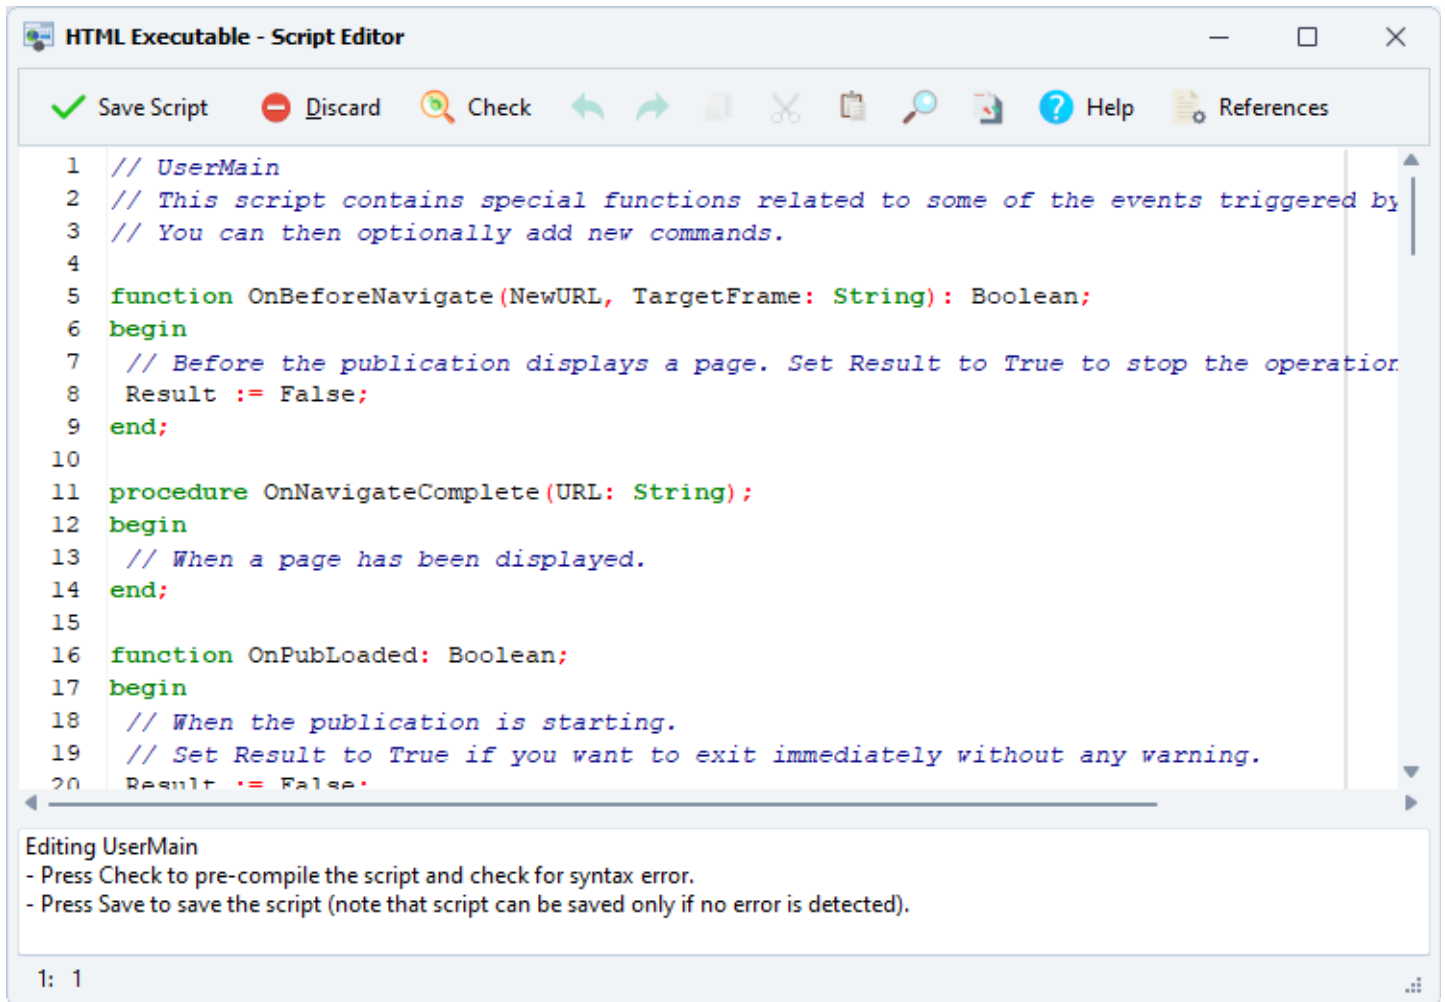 HTML Executable - Script Editor
Save Script Discard Check Help References
1 // UserMain
2 // This script contains special functions related to some of the events triggered by
3 // You can then optionally add new commands.
4
5 function OnBeforeNavigate(NewURL, TargetFrame: String): Boolean;
6 begin
7 // Before the publication displays a page. Set Result to True to stop the operation
8 Result := False;
9 end;
10
11 procedure OnNavigateComplete(URL: String);
12 begin
13 // When a page has been displayed.
14 end;
15
16 function OnPubLoaded: Boolean;
17 begin
18 // When the publication is starting.
19 // Set Result to True if you want to exit immediately without any warning.
20 Result := False;
Editing UserMain
- Press Check to pre-compile the script and check for syntax error.
- Press Save to save the script (note that script can be saved only if no error is detected).
1: 1